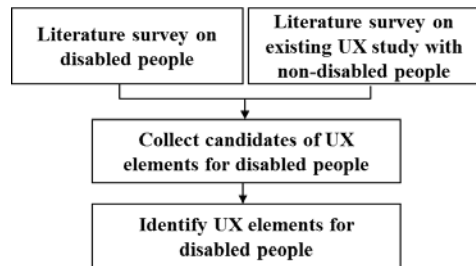 Literature survey on
disabled people
Literature survey on
existing UX study with
non-disabled people
Collect candidates of UX
elements for disabled people
Identify UX elements for
disabled people